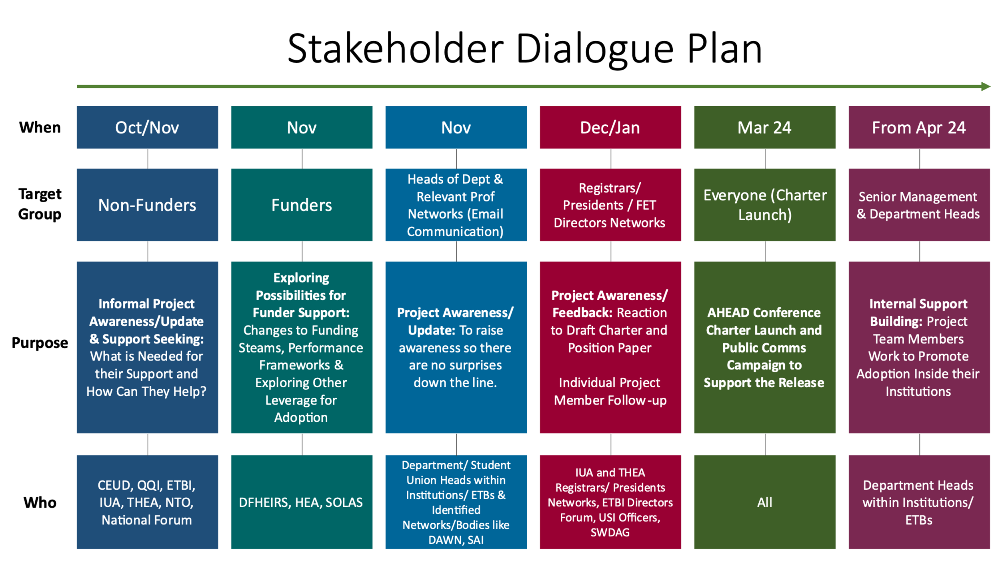 Stakeholder Dialogue Plan
When
Oct/Nov
Nov
Nov
Dec/Jan
Mar 24
From Apr 24
Target
Group
Non-Funders
Funders
Heads of Dept &
Relevant Prof
Networks (Email
Communication)
Registrars/
Presidents / FET
Directors Networks
Everyone (Charter
Launch)
Senior Management
& Department Heads
Purpose
Informal Project
Awareness/Update
& Support Seeking:
What is Needed for
their Support and
How Can They Help?
Exploring
Possibilities for
Funder Support:
Changes to Funding
Steams, Performance
Frameworks &
Exploring Other
Leverage for
Adoption
Project Awareness/
Update: To raise
awareness so there
are no surprises
down the line.
Project Awareness/
Feedback: Reaction
to Draft Charter and
Position Paper
Individual Project
Member Follow-up
AHEAD Conference
Charter Launch and
Public Comms
Campaign to
Support the Release
Internal Support
Building: Project
Team Members
Work to Promote
Adoption Inside their
Institutions
Who
CEUD, QQI, ETBI,
IUA, THEA, NTO,
National Forum
DFHEIRS, HEA, SOLAS
Department/ Student
Union Heads within
Institutions/ ETBs &
Identified
Networks/Bodies like
DAWN, SAI
IUA and THEA
Registrars/ Presidents
Networks, ETBI Directors
Forum, USI Officers,
SWDAG
All
Department Heads
within Institutions/
ETBs